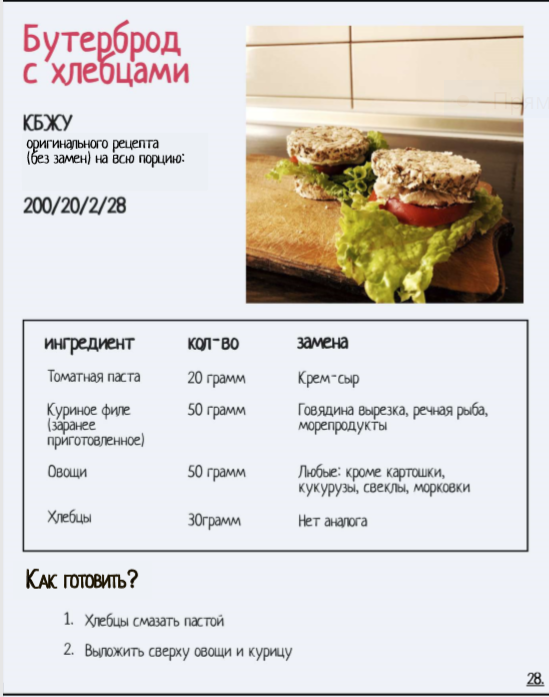 Бутерброд
с хлебцами
КБЖУ
оригинального рецепта
(без замен) на всю порцию:
200/20/2/28
ингредиент кол-во замена
Томатная паста 20 грамм Крем-сыр
Куриное филе 50 грамм Говядина вырезка, речная рыба,
(заранее морепродукты
приготовленное)
Овощи 50 грамм Любые: кроме картошки,
кукурузы, свеклы, морковки
Хлебцы 30грамм Нет аналога
Как готовить?
1. Хлебцы смазать пастой
2. Выложить сверху овощи и курицу
28.